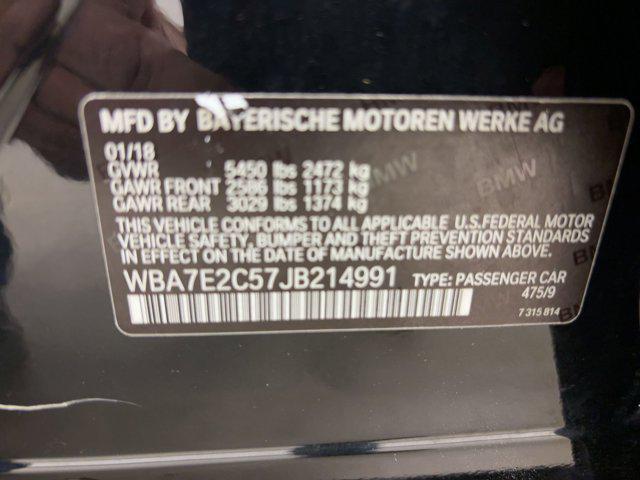 MFD BY BAYERISCHE MOTOREN WERKE AG
01/18
GVWR 5450 lbs 2472 kg
GAWR FRONT 2586 lbs 1173 kg
GAWR REAR 3029 lbs 1374 kg
THIS VEHICLE CONFORMS TO ALL APPLICABLE U.S.FEDERAL MOTOR
VEHICLE SAFETY, BUMPER AND THEFT PREVENTION STANDARDS
IN EFFECT ON THE DATE OF MANUFACTURE SHOWN ABOVE.
WBA7E2C57JB214991 TYPE: PASSENGER CAR
475/9
7 315 814
BMW